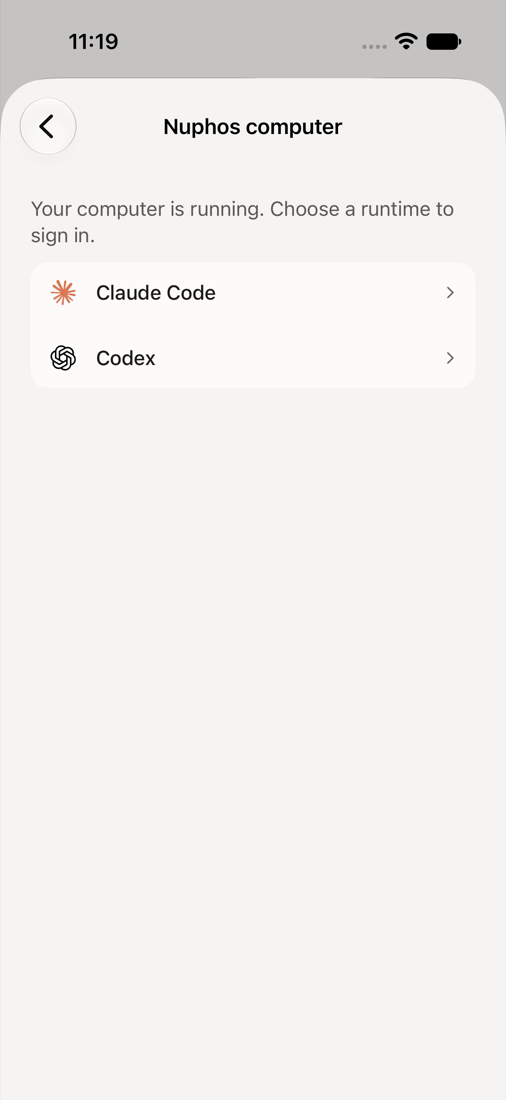 11:19
Nuphos computer
Your computer is running. Choose a runtime to
sign in.
Claude Code
Codex